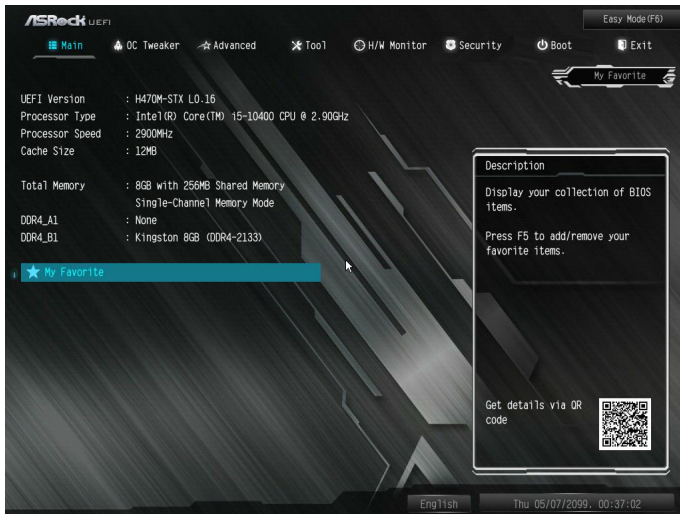 ASRock UEFI
Easy Mode(F6)
Main OC Tweaker Advanced Tool H/W Monitor Security Boot Exit
My Favorite
UEFI Version : H470M-STX L0.16
Processor Type : Intel(R) Core(TM) i5-10400 CPU @ 2.90GHz
Processor Speed : 2900MHz
Cache Size : 12MB
Total Memory : 8GB with 256MB Shared Memory
Single-Channel Memory Mode
DDR4_A1 : None
DDR4_B1 : Kingston 8GB (DDR4-2133)
My Favorite
Description
Display your collection of BIOS
items.
Press F5 to add/remove your
favorite items.
Get details via QR
code
English
Thu 05/07/2099. 00:37:02